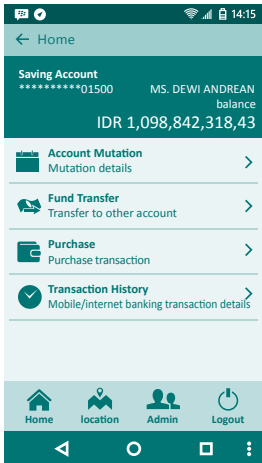 14:15
Home
Saving Account
**********01500 MS. DEWI ANDREAN
balance
IDR 1,098,842,318,43
Account Mutation
Mutation details
Fund Transfer
Transfer to other account
Purchase
Purchase transaction
Transaction History
Mobile/internet banking transaction details
Home location Admin Logout